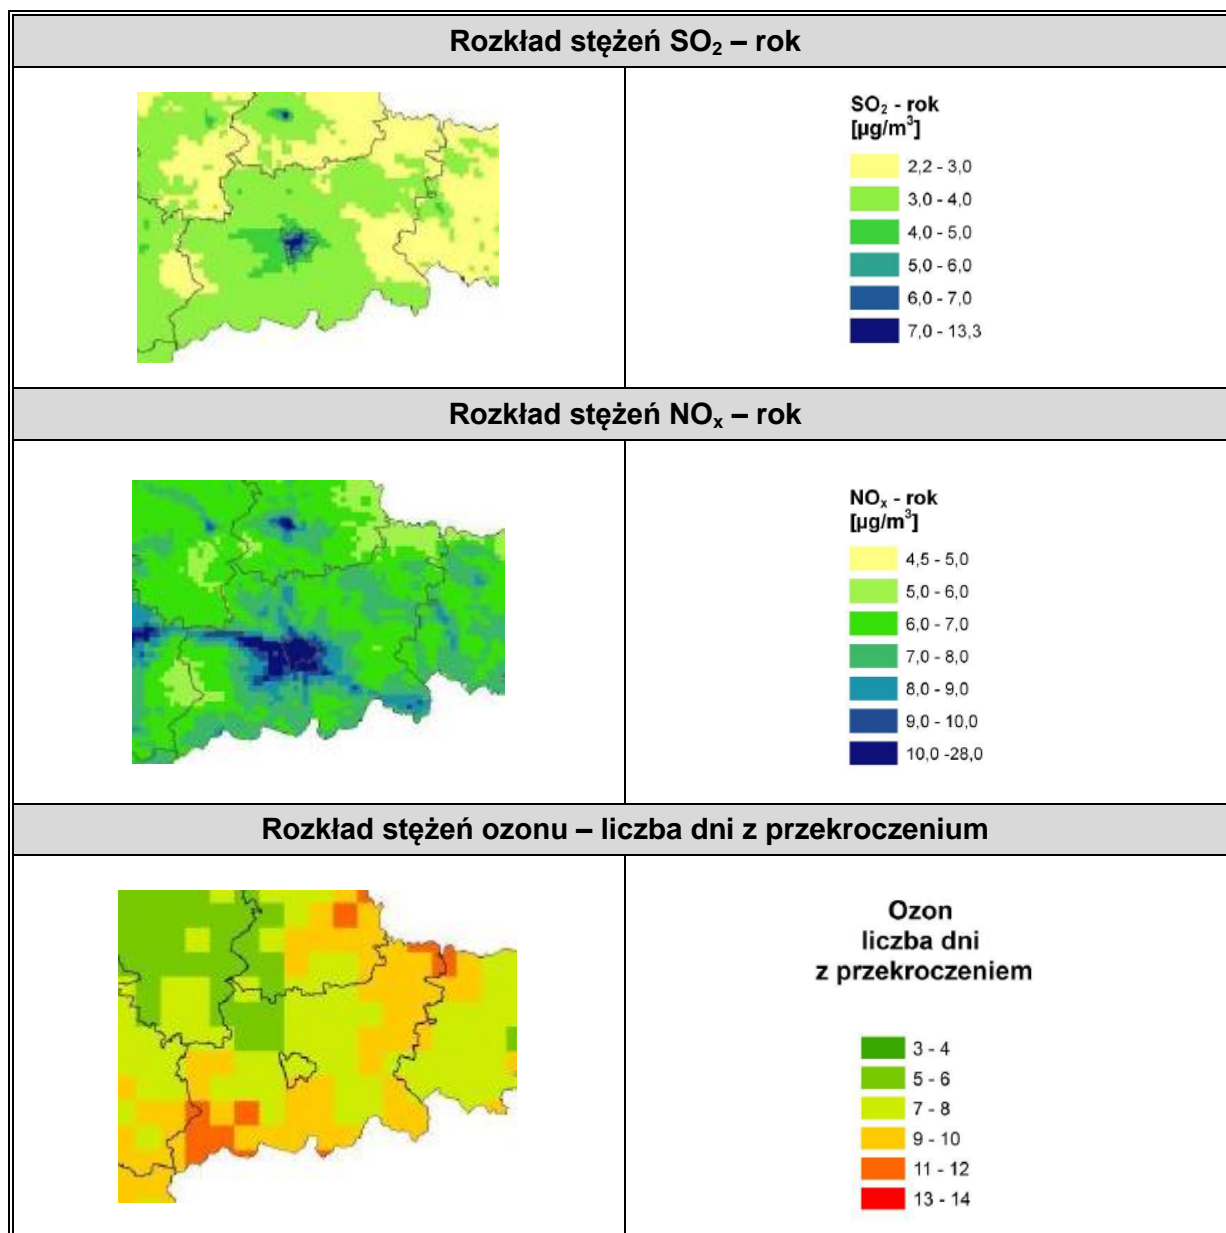 Rozkład stężeń SO₂ – rok
SO₂ - rok
[µg/m³]
2,2 - 3,0
3,0 - 4,0
4,0 - 5,0
5,0 - 6,0
6,0 - 7,0
7,0 - 13,3
Rozkład stężeń NOₓ – rok
NOₓ - rok
[µg/m³]
4,5 - 5,0
5,0 - 6,0
6,0 - 7,0
7,0 - 8,0
8,0 - 9,0
9,0 - 10,0
10,0 -28,0
Rozkład stężeń ozonu – liczba dni z przekroczenium
Ozon
liczba dni
z przekroczeniem
3 - 4
5 - 6
7 - 8
9 - 10
11 - 12
13 - 14